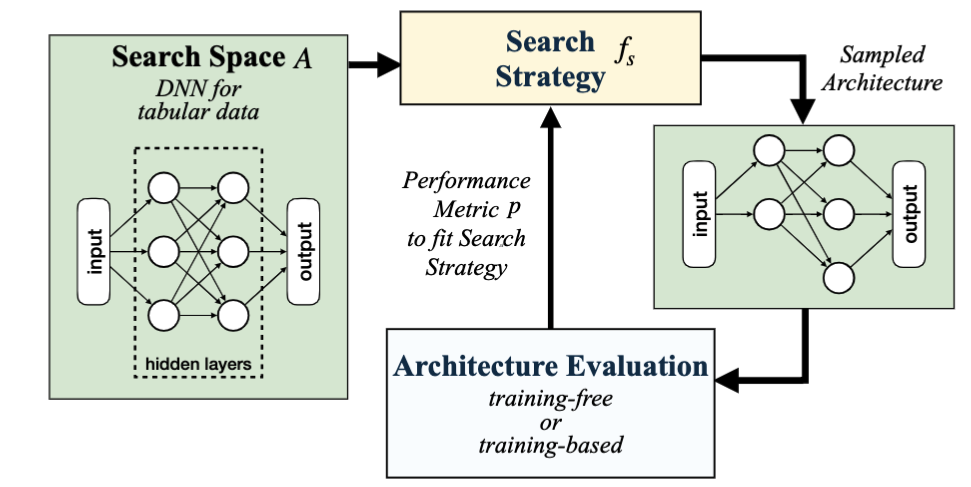 Search Space A
DNN for
tabular data
input
output
hidden layers
Search
Strategy
fs
Sampled
Architecture
input
output
Performance
Metric p
to fit Search
Strategy
Architecture Evaluation
training-free
or
training-based